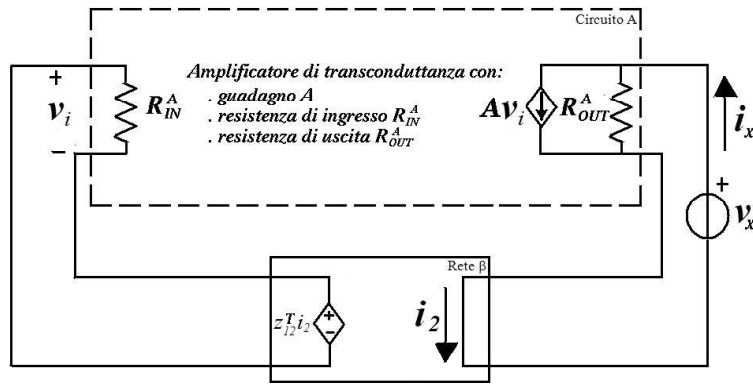 Circuito A
+
v_i
−
R_IN^A
Amplificatore di transconduttanza con:
. guadagno A
. resistenza di ingresso R_IN^A
. resistenza di uscita R_OUT^A
Av_i
R_OUT^A
i_x
+
v_x
Rete β
z_12^T i_2
+
−
i_2